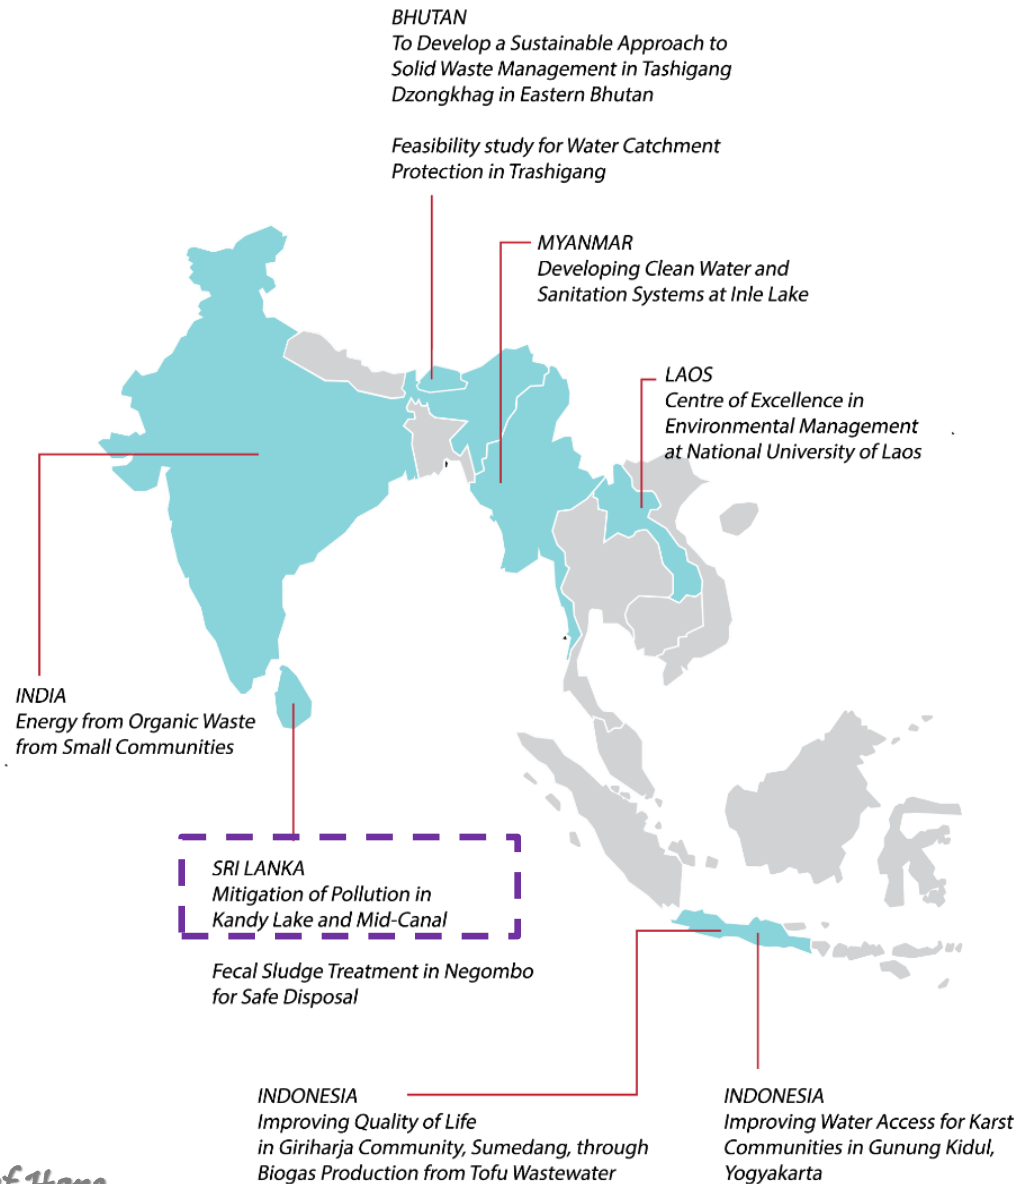 BHUTAN
To Develop a Sustainable Approach to
Solid Waste Management in Tashigang
Dzongkhag in Eastern Bhutan
Feasibility study for Water Catchment
Protection in Trashigang
MYANMAR
Developing Clean Water and
Sanitation Systems at Inle Lake
LAOS
Centre of Excellence in
Environmental Management
at National University of Laos
INDIA
Energy from Organic Waste
from Small Communities
SRI LANKA
Mitigation of Pollution in
Kandy Lake and Mid-Canal
Fecal Sludge Treatment in Negombo
for Safe Disposal
INDONESIA
Improving Quality of Life
in Giriharja Community, Sumedang, through
Biogas Production from Tofu Wastewater
INDONESIA
Improving Water Access for Karst
Communities in Gunung Kidul,
Yogyakarta